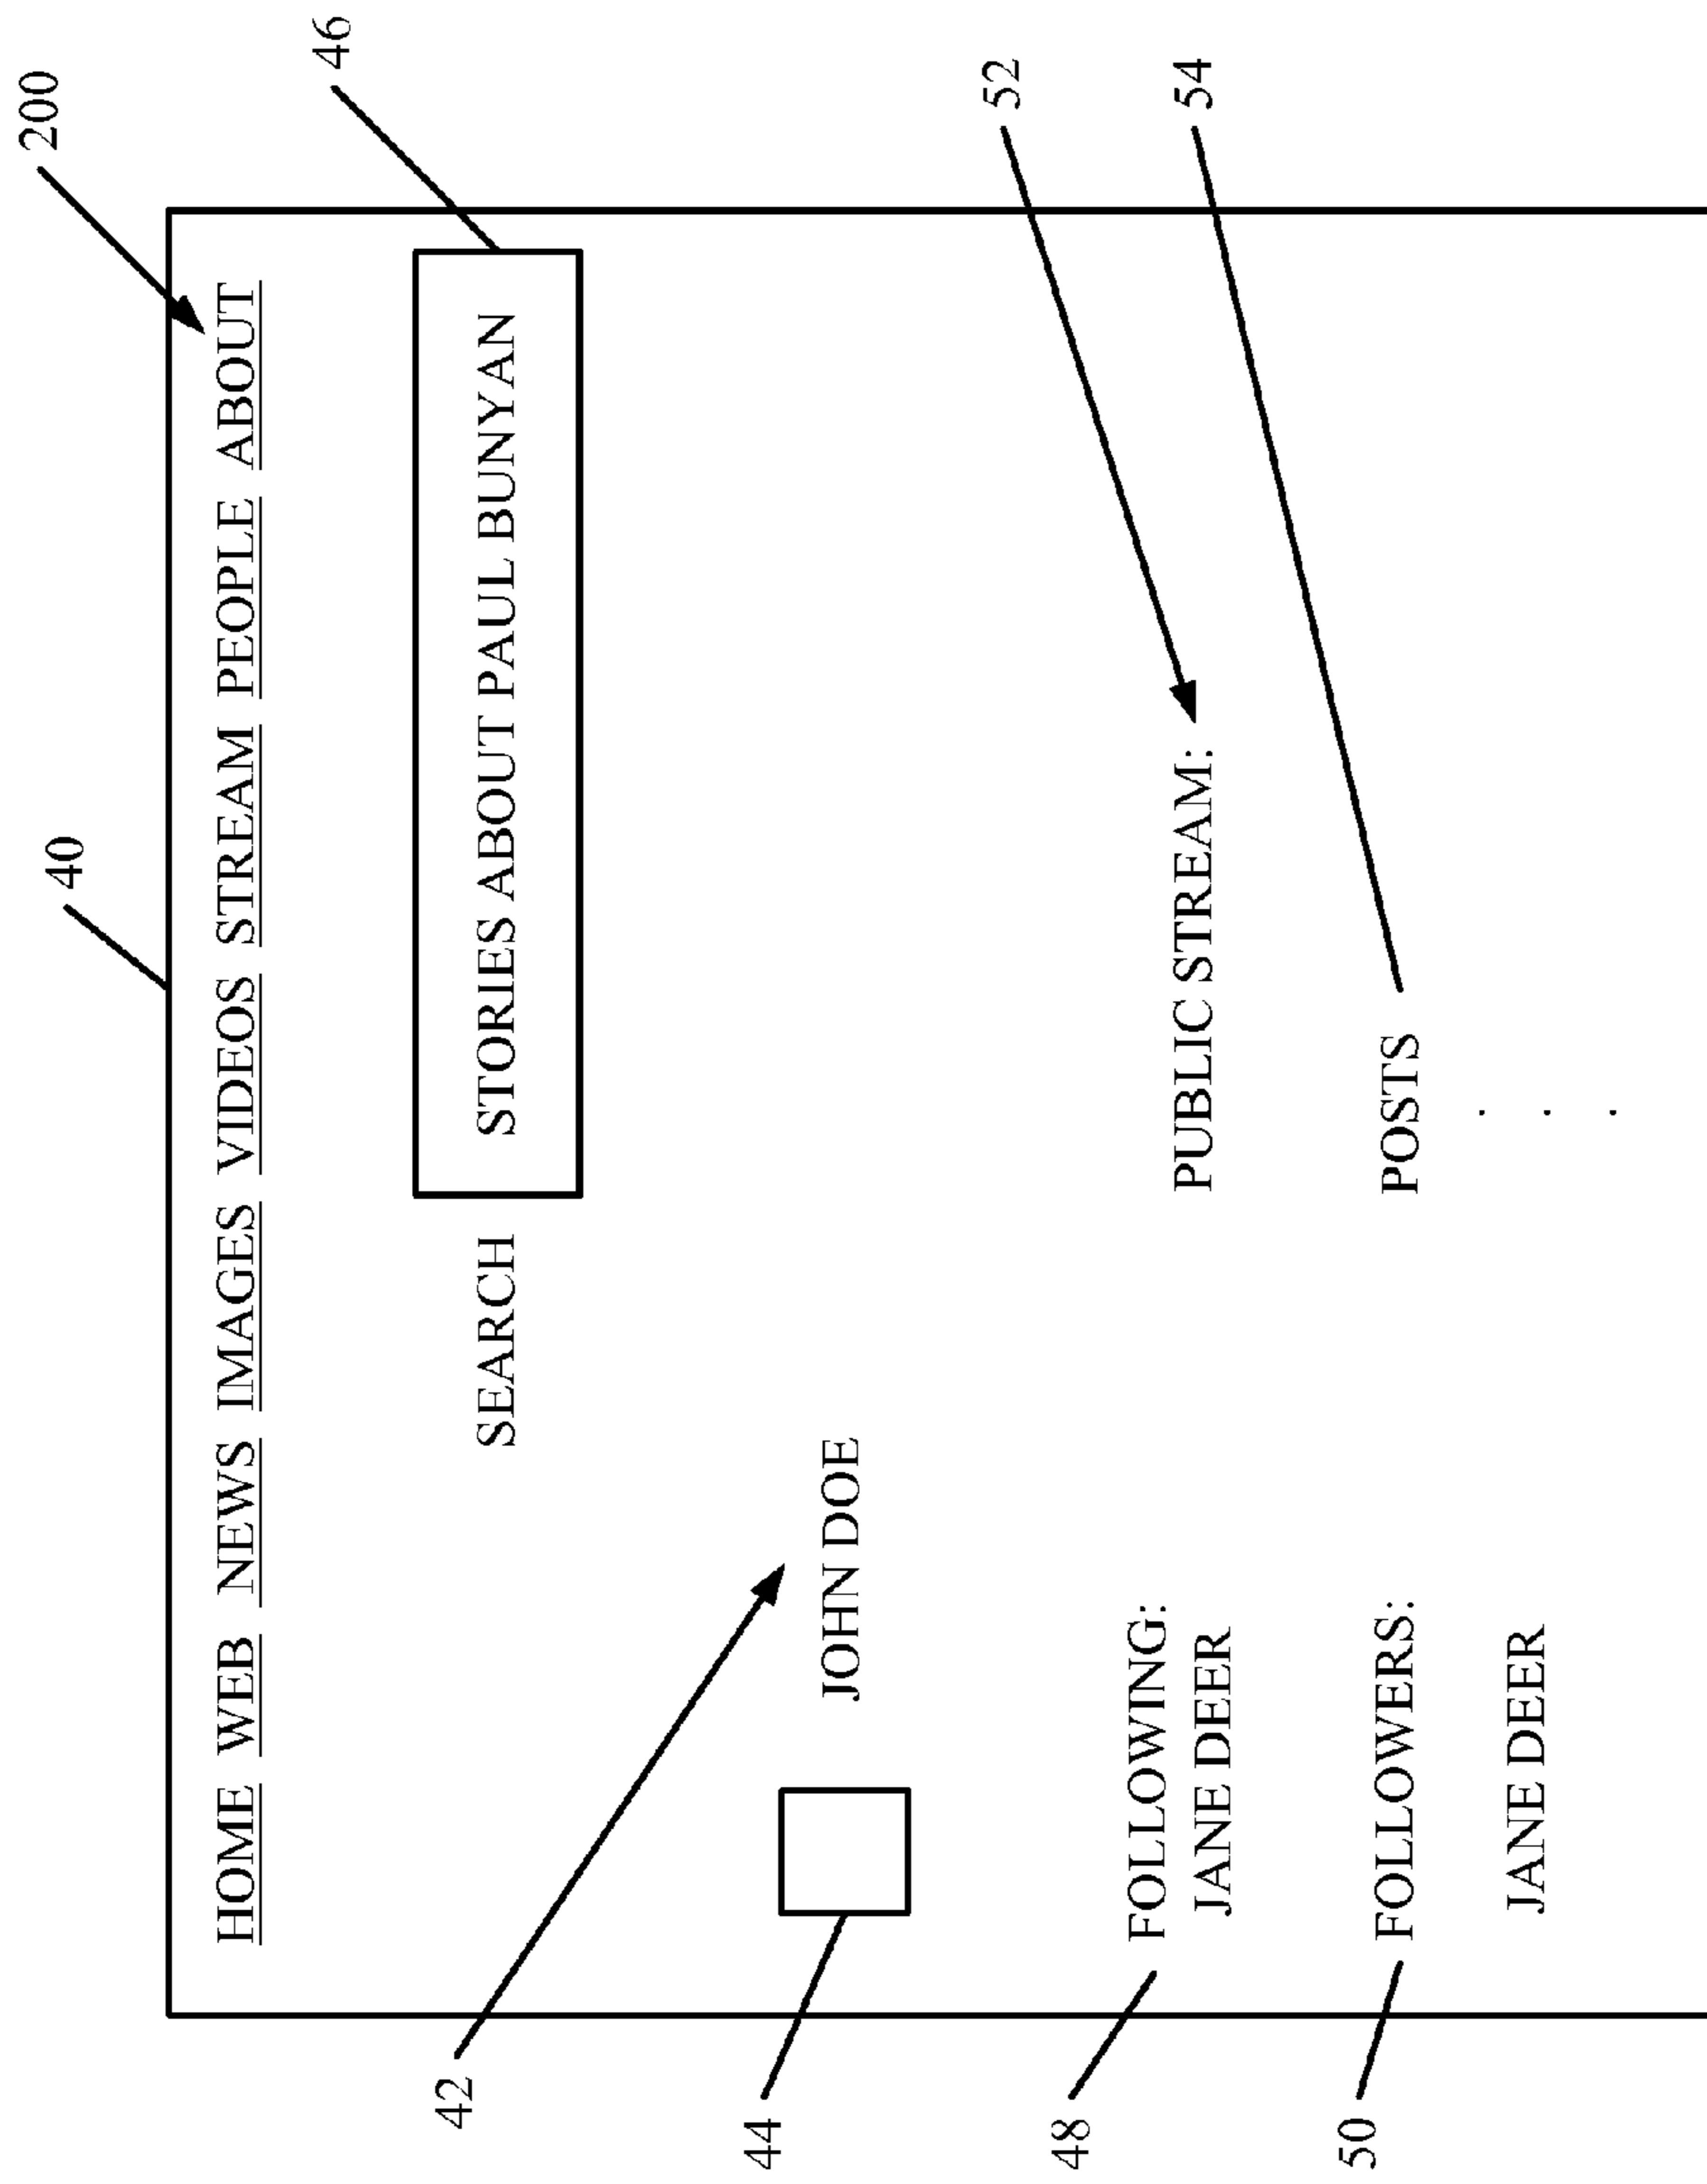 40
200
HOME WEB NEWS IMAGES VIDEOS STREAM PEOPLE ABOUT
46
SEARCH STORIES ABOUT PAUL BUNYAN
42
JOHN DOE
44
52
48
FOLLOWING:
PUBLIC STREAM:
JANE DEER
54
50
FOLLOWERS:
POSTS
.
.
.
JANE DEER